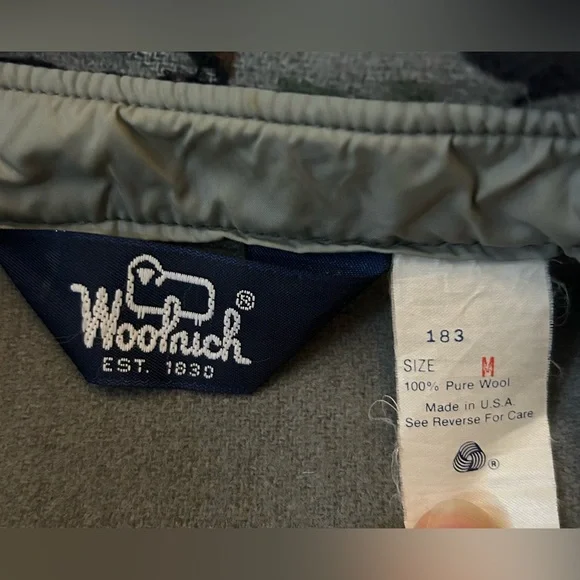 Woolrich ®
EST. 1830
183
SIZE M
100% Pure Wool
Made in U.S.A.
See Reverse For Care
®